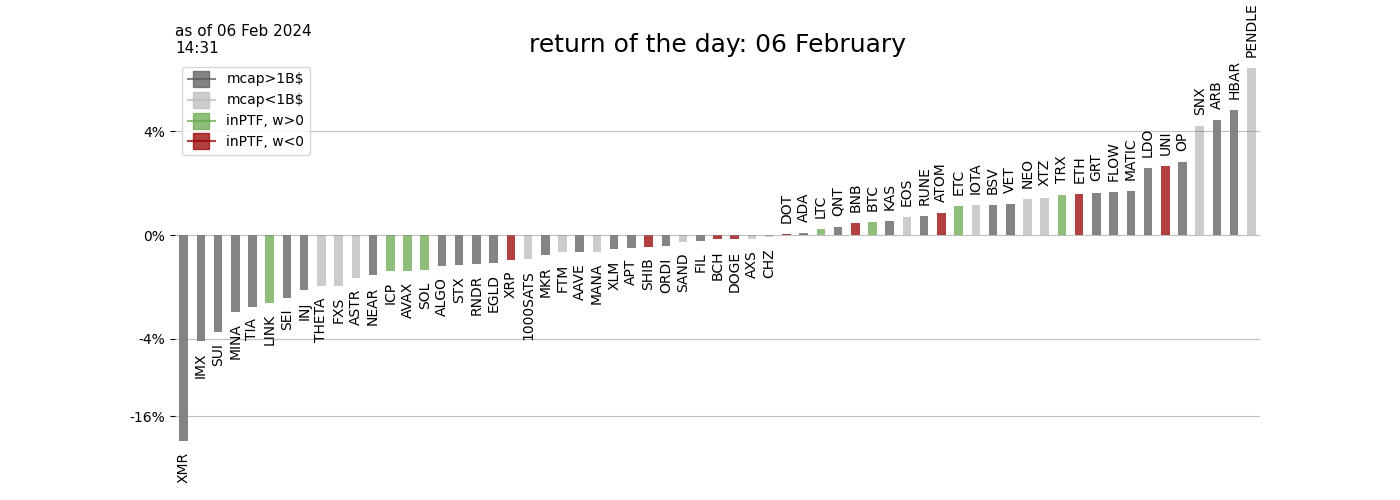 as of 06 Feb 2024
14:31
return of the day: 06 February
mcap>1B$
mcap<1B$
inPTF, w>0
inPTF, w<0
4%
0%
-4%
-16%
XMR
IMX
SUI
MINA
TIA
LINK
SEI
INJ
THETA
FXS
ASTR
NEAR
ICP
AVAX
SOL
ALGO
STX
RNDR
EGLD
XRP
1000SATS
MKR
FTM
AAVE
MANA
XLM
APT
SHIB
ORDI
SAND
FIL
BCH
DOGE
AXS
CHZ
DOT
ADA
LTC
QNT
BNB
BTC
KAS
EOS
RUNE
ATOM
ETC
IOTA
BSV
VET
NEO
XTZ
TRX
ETH
GRT
FLOW
MATIC
LDO
UNI
OP
SNX
ARB
HBAR
PENDLE